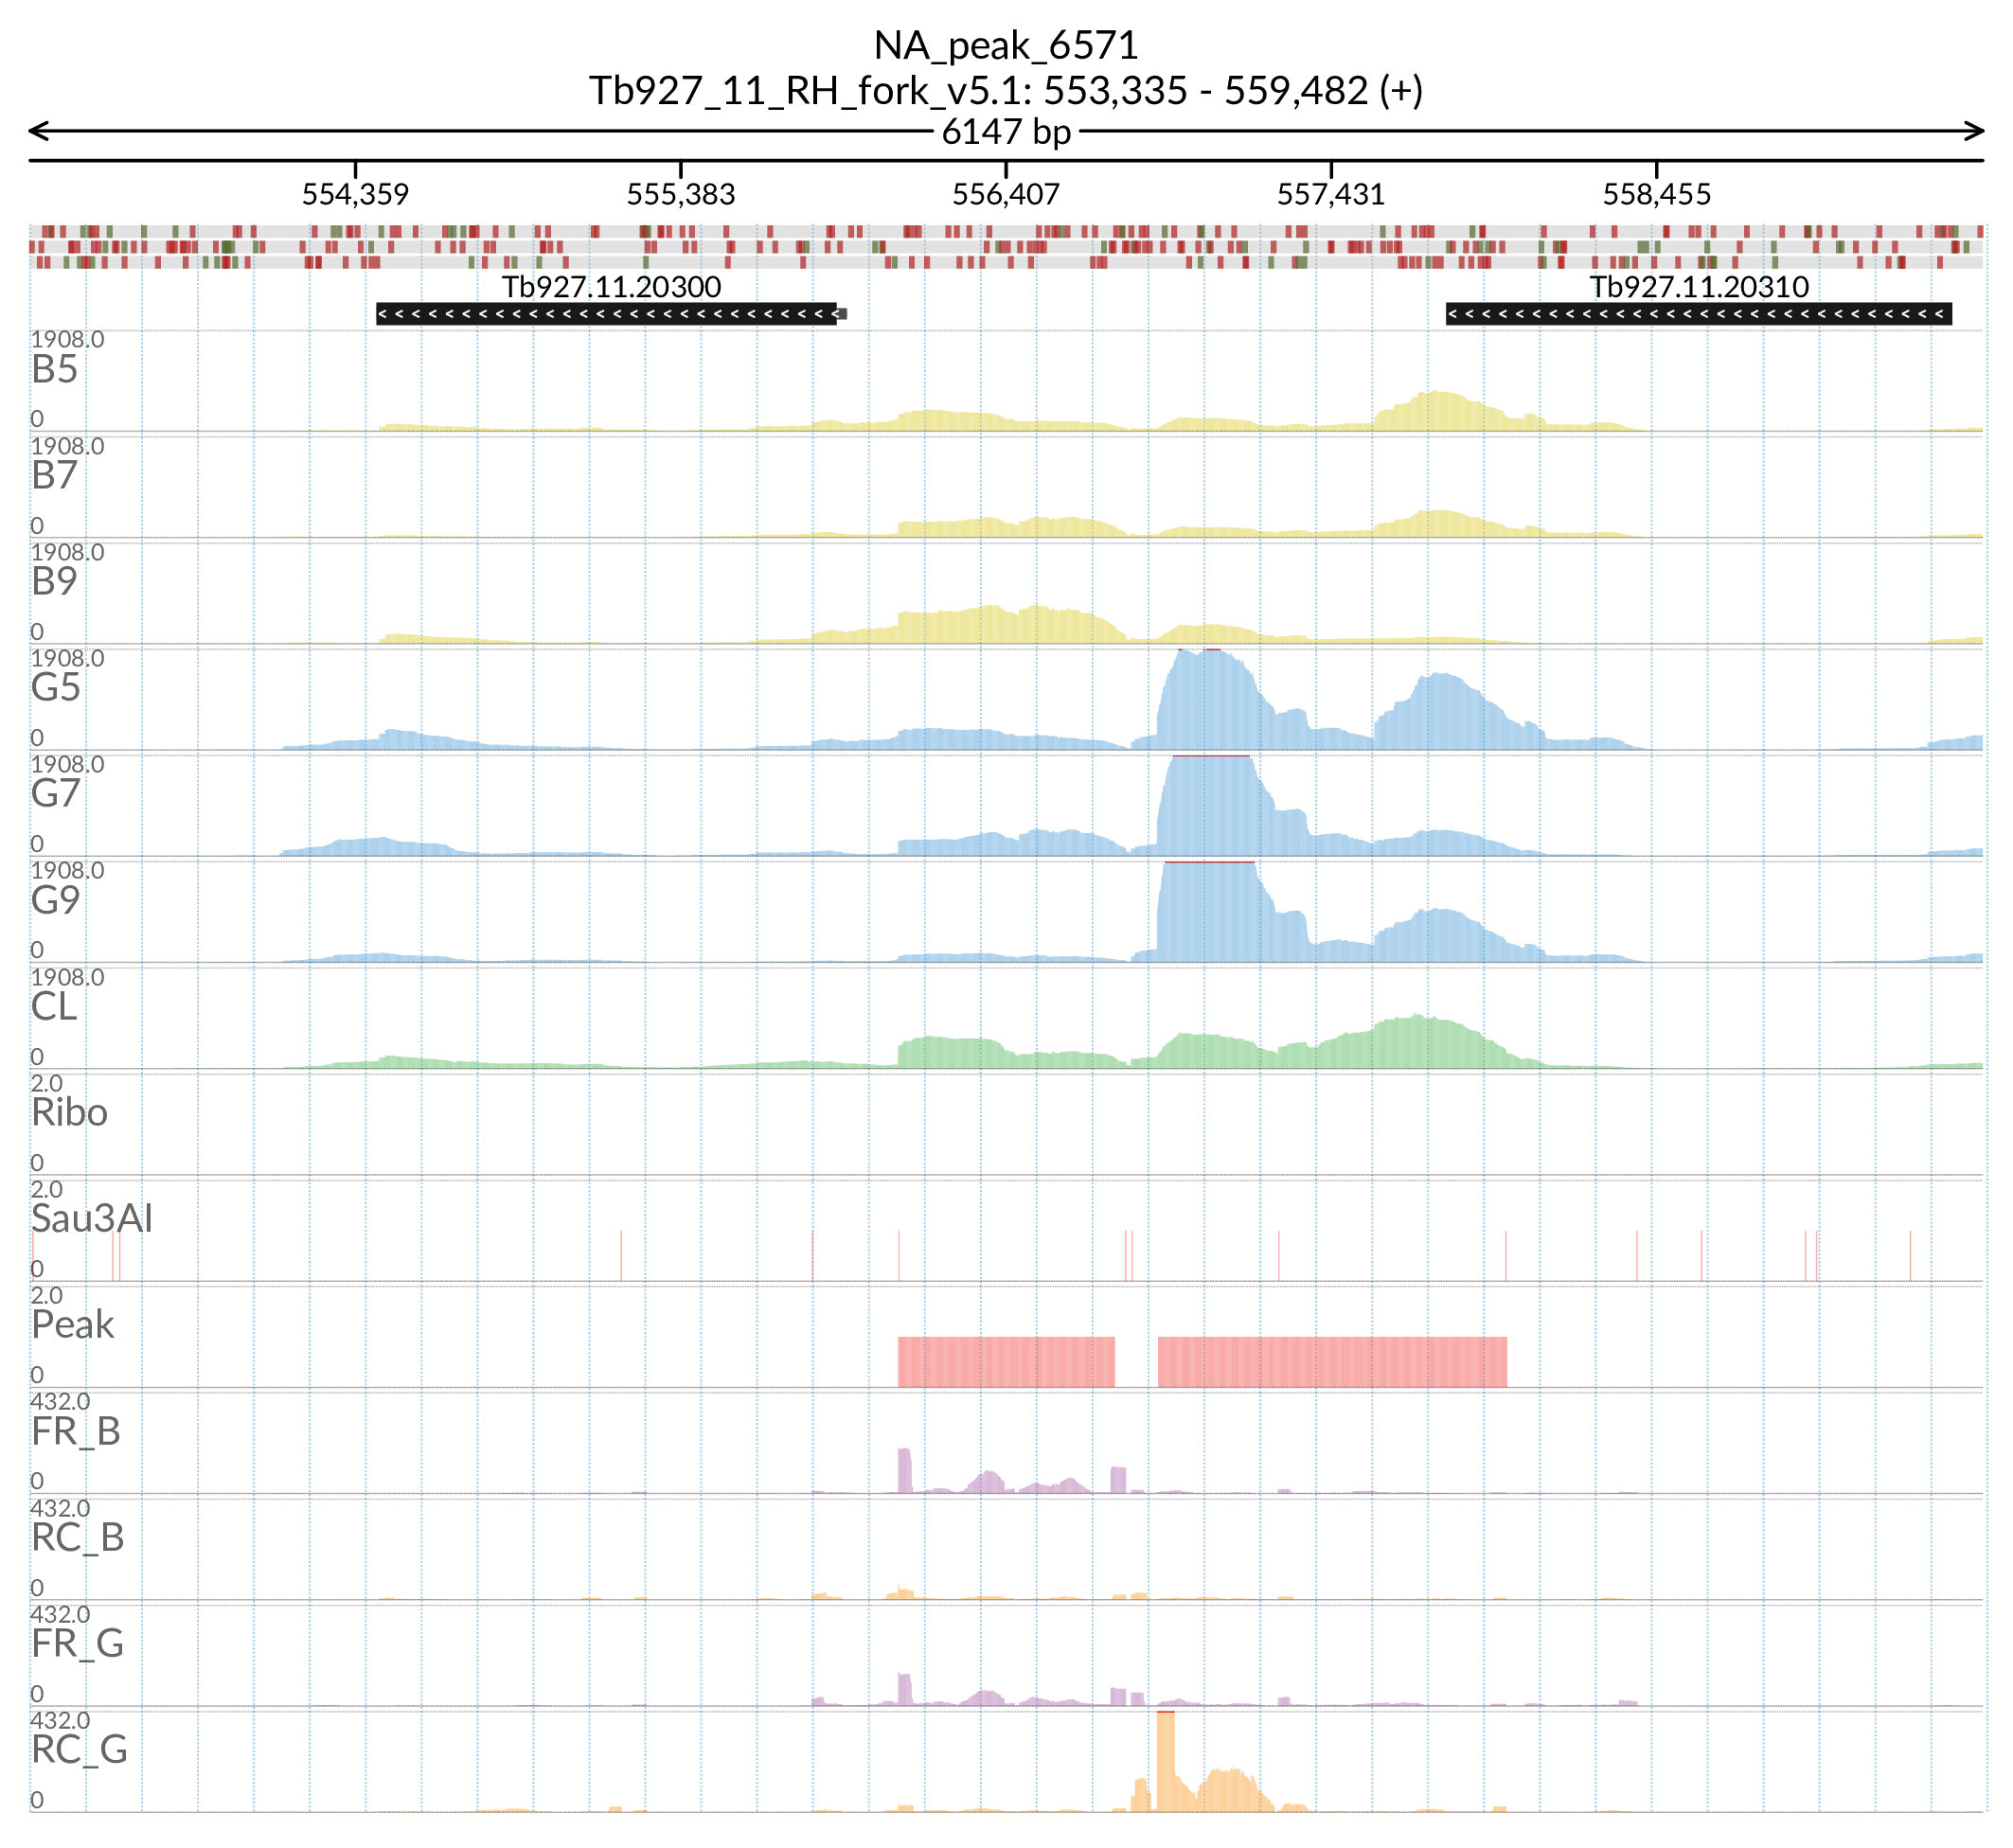 NA_peak_6571
Tb927_11_RH_fork_v5.1: 553,335 - 559,482 (+)
6147 bp
554,359 555,383 556,407 557,431 558,455
Tb927.11.20300 Tb927.11.20310
1908.0
B5
0
1908.0
B7
0
1908.0
B9
0
1908.0
G5
0
1908.0
G7
0
1908.0
G9
0
1908.0
CL
0
2.0
Ribo
0
2.0
Sau3AI
0
2.0
Peak
0
432.0
FR_B
0
432.0
RC_B
0
432.0
FR_G
0
432.0
RC_G
0